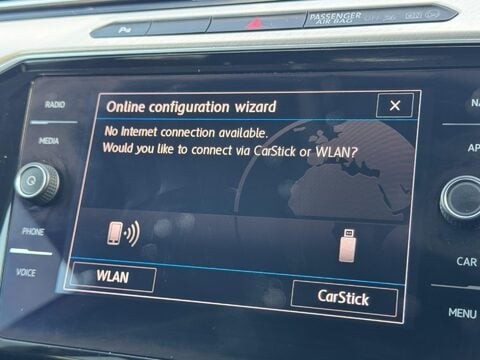 PASSENGER
AIR BAG OFF
RADIO
MEDIA
PHONE
VOICE
Online configuration wizard
No Internet connection available.
Would you like to connect via CarStick or WLAN?
WLAN
CarStick
CAR
MENU